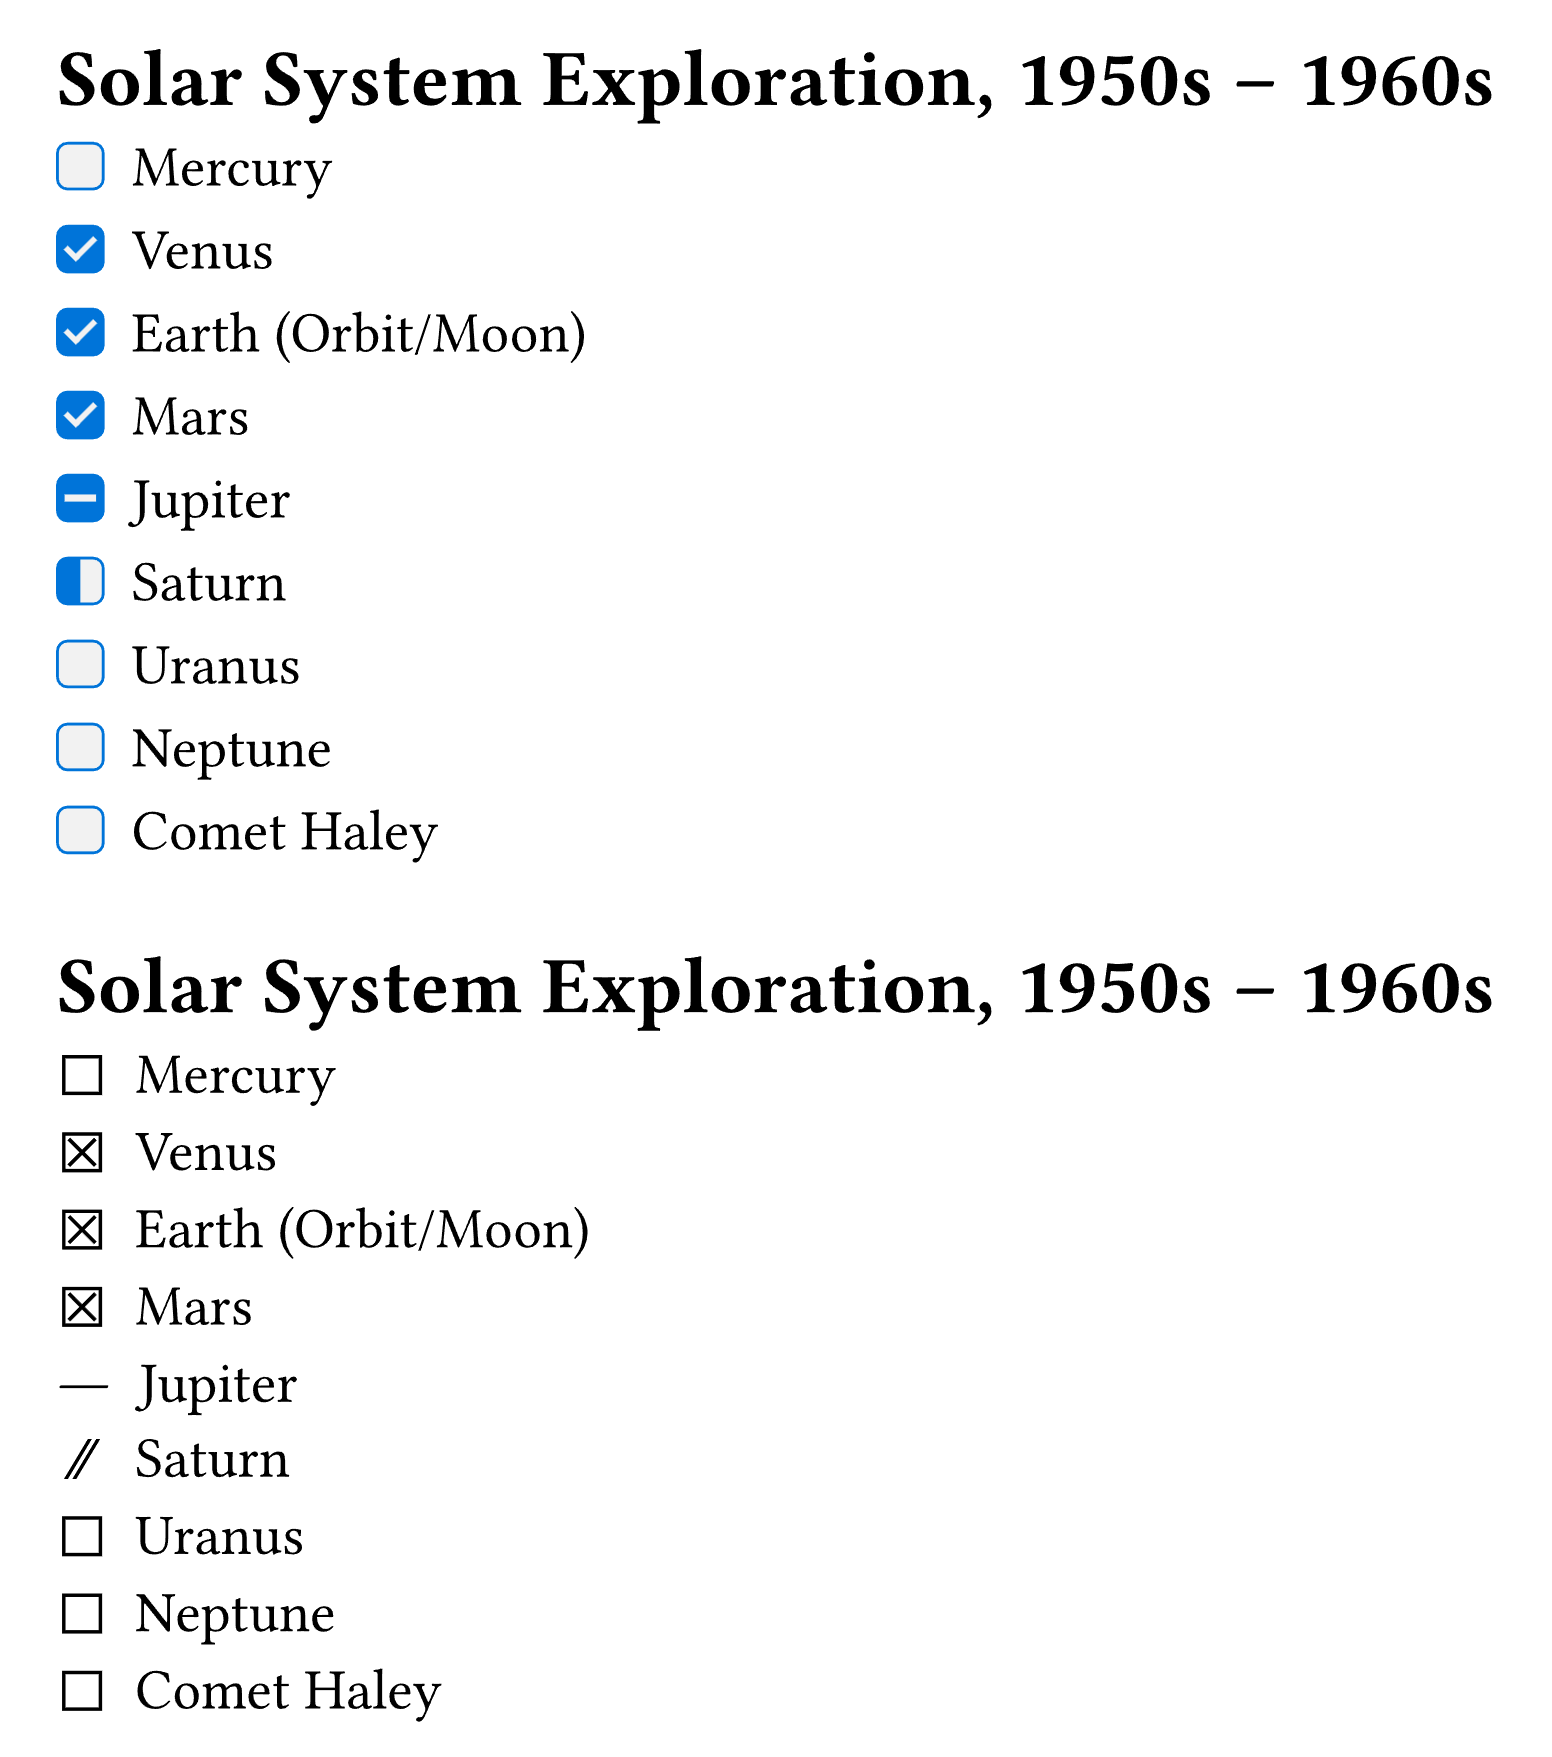 Solar System Exploration, 1950s – 1960s
Mercury
Venus
Earth (Orbit/Moon)
Mars
Jupiter
Saturn
Uranus
Neptune
Comet Haley
Solar System Exploration, 1950s – 1960s
☐ Mercury
☒ Venus
☒ Earth (Orbit/Moon)
☒ Mars
— Jupiter
⫽ Saturn
☐ Uranus
☐ Neptune
☐ Comet Haley